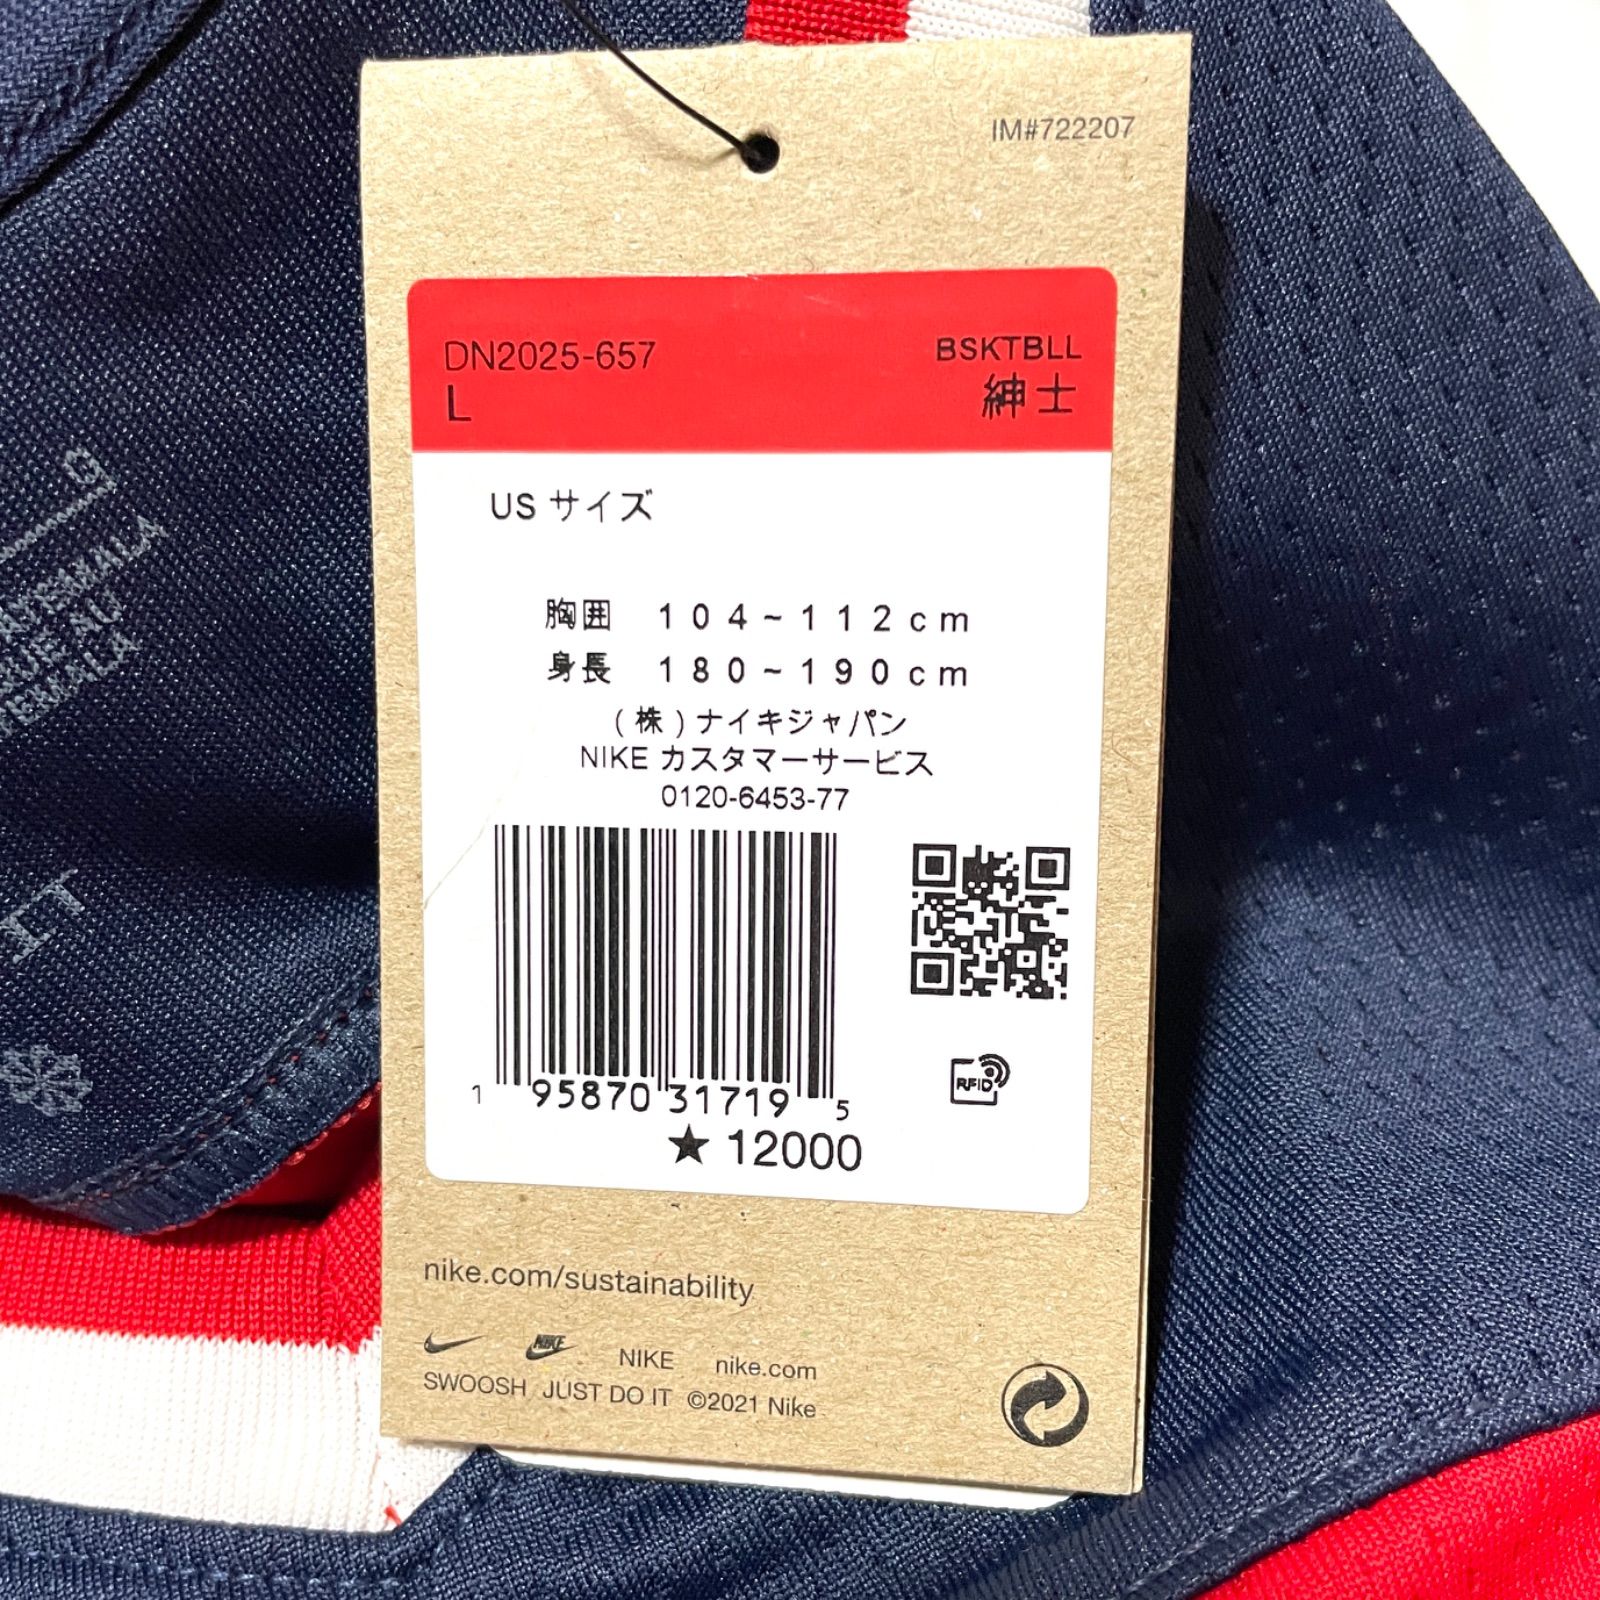 IM#722207
DN2025-657
BSKTBLL
L
紳士
US サイズ
胸囲 104~112cm
身長 180~190cm
(株)ナイキジャパン
NIKE カスタマーサービス
0120-6453-77
RFID
1 95870 31719 5
★12000
nike.com/sustainability
NIKE NIKE nike.com
SWOOSH JUST DO IT ©2021 Nike